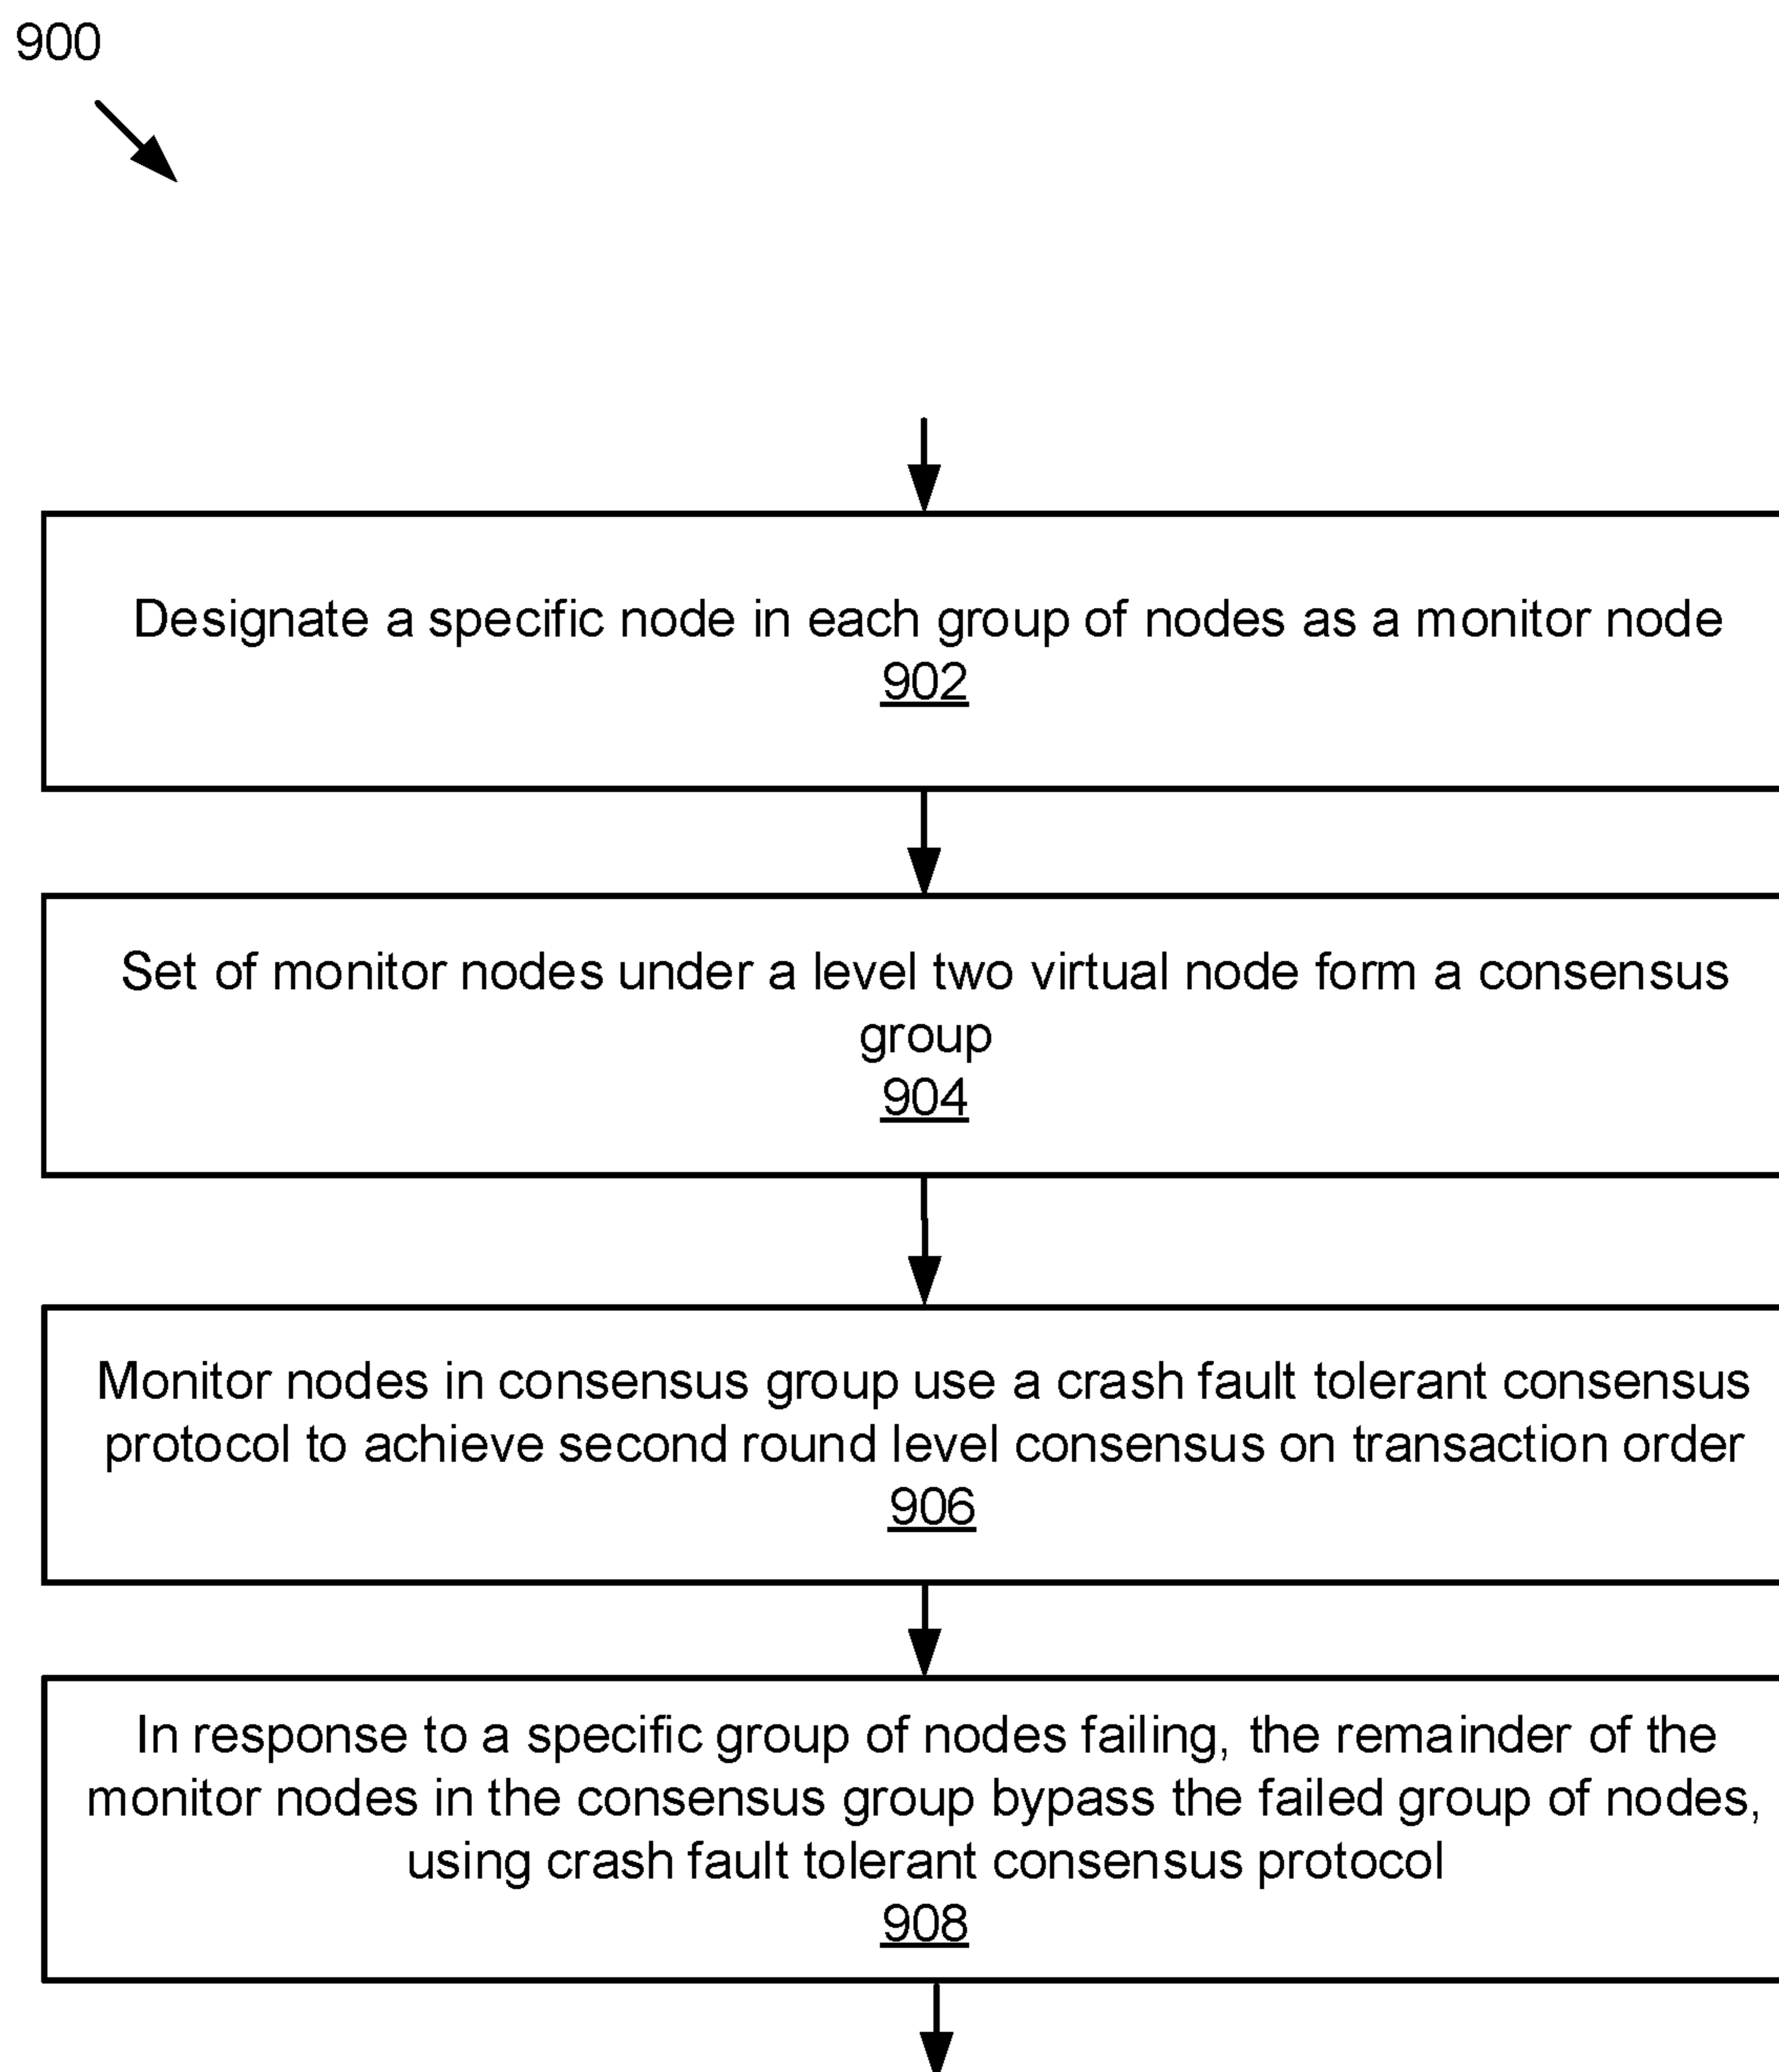 900
Designate a specific node in each group of nodes as a monitor node
902
Set of monitor nodes under a level two virtual node form a consensus
group
904
Monitor nodes in consensus group use a crash fault tolerant consensus
protocol to achieve second round level consensus on transaction order
906
In response to a specific group of nodes failing, the remainder of the
monitor nodes in the consensus group bypass the failed group of nodes,
using crash fault tolerant consensus protocol
908